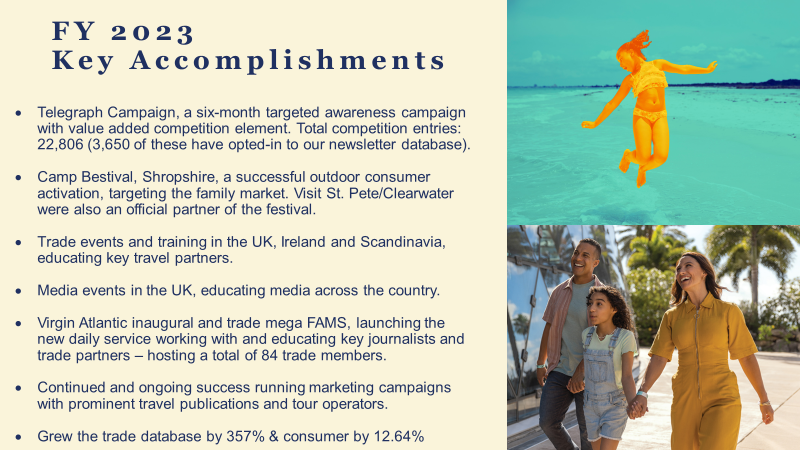 FY 2023
Key Accomplishments
• Telegraph Campaign, a six-month targeted awareness campaign
with value added competition element. Total competition entries:
22,806 (3,650 of these have opted-in to our newsletter database).
• Camp Bestival, Shropshire, a successful outdoor consumer
activation, targeting the family market. Visit St. Pete/Clearwater
were also an official partner of the festival.
• Trade events and training in the UK, Ireland and Scandinavia,
educating key travel partners.
• Media events in the UK, educating media across the country.
• Virgin Atlantic inaugural and trade mega FAMS, launching the
new daily service working with and educating key journalists and
trade partners – hosting a total of 84 trade members.
• Continued and ongoing success running marketing campaigns
with prominent travel publications and tour operators.
• Grew the trade database by 357% & consumer by 12.64%